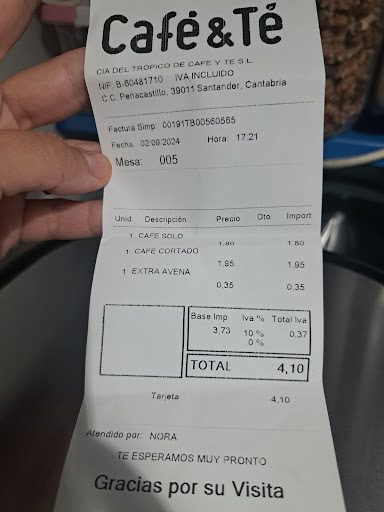 Café&Té
CIA DEL TROPICO DE CAFE Y TE S.L.
NIF: B-60481710 IVA INCLUIDO
C.C. Peñacastillo, 39011 Santander, Cantabria
Factura Simp: 00191TB00560565
Fecha: 02/09/2024 Hora: 17:21
Mesa: 005
Unid. Descripción Precio Dto Import
1 CAFE SOLO
1,80 1,80
1 CAFE CORTADO
1,95 1,95
1 EXTRA AVENA
0,35 0,35
Base Imp Iva % Total Iva
3,73 10 % 0,37
0 %
TOTAL 4,10
Tarjeta 4,10
Atendido por: NORA
TE ESPERAMOS MUY PRONTO
Gracias por su Visita